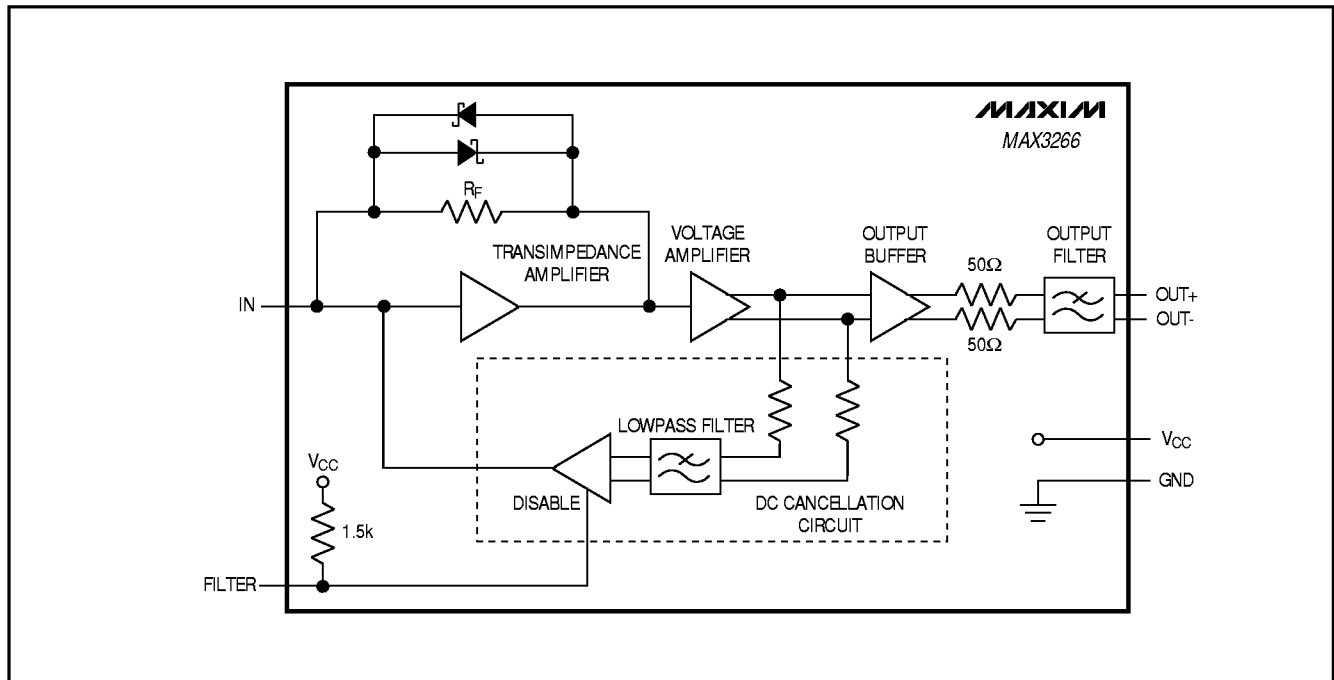 MAXIM
MAX3266
RF
VOLTAGE
AMPLIFIER
OUTPUT
BUFFER
OUTPUT
FILTER
TRANSIMPEDANCE
AMPLIFIER
50Ω
IN
OUT+
OUT-
50Ω
LOWPASS FILTER
VCC
VCC
GND
DISABLE
DC CANCELLATION
CIRCUIT
1.5k
FILTER